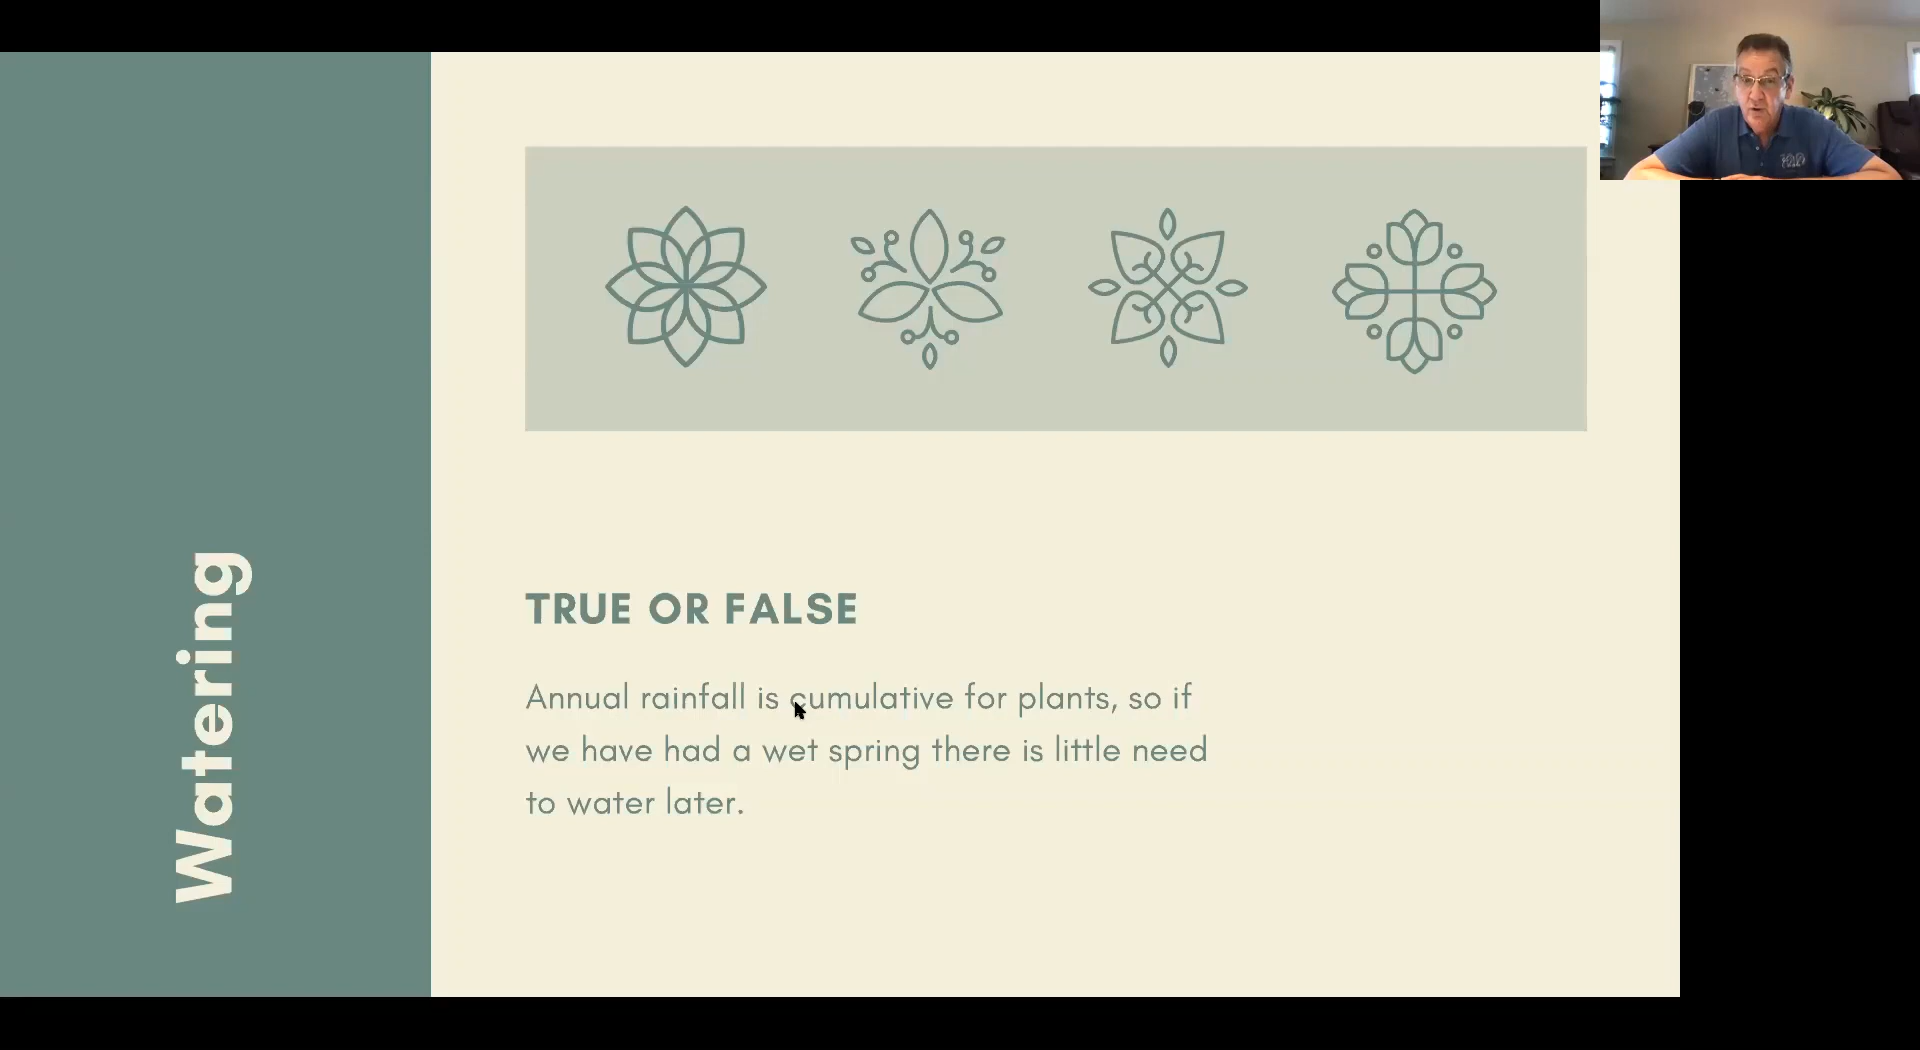 Watering
TRUE OR FALSE
Annual rainfall is cumulative for plants, so if
we have had a wet spring there is little need
to water later.